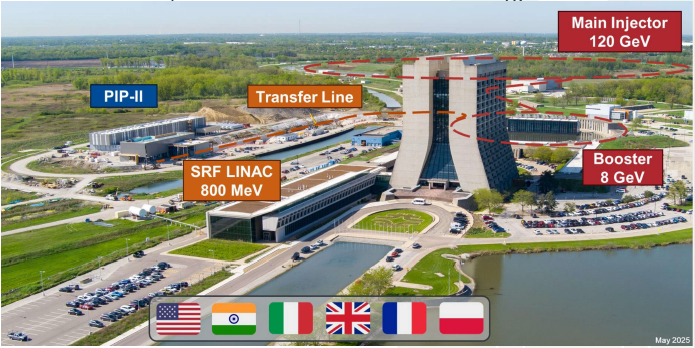 Main Injector
120 GeV
PIP-II
Transfer Line
SRF LINAC
800 MeV
Booster
8 GeV
May 2025